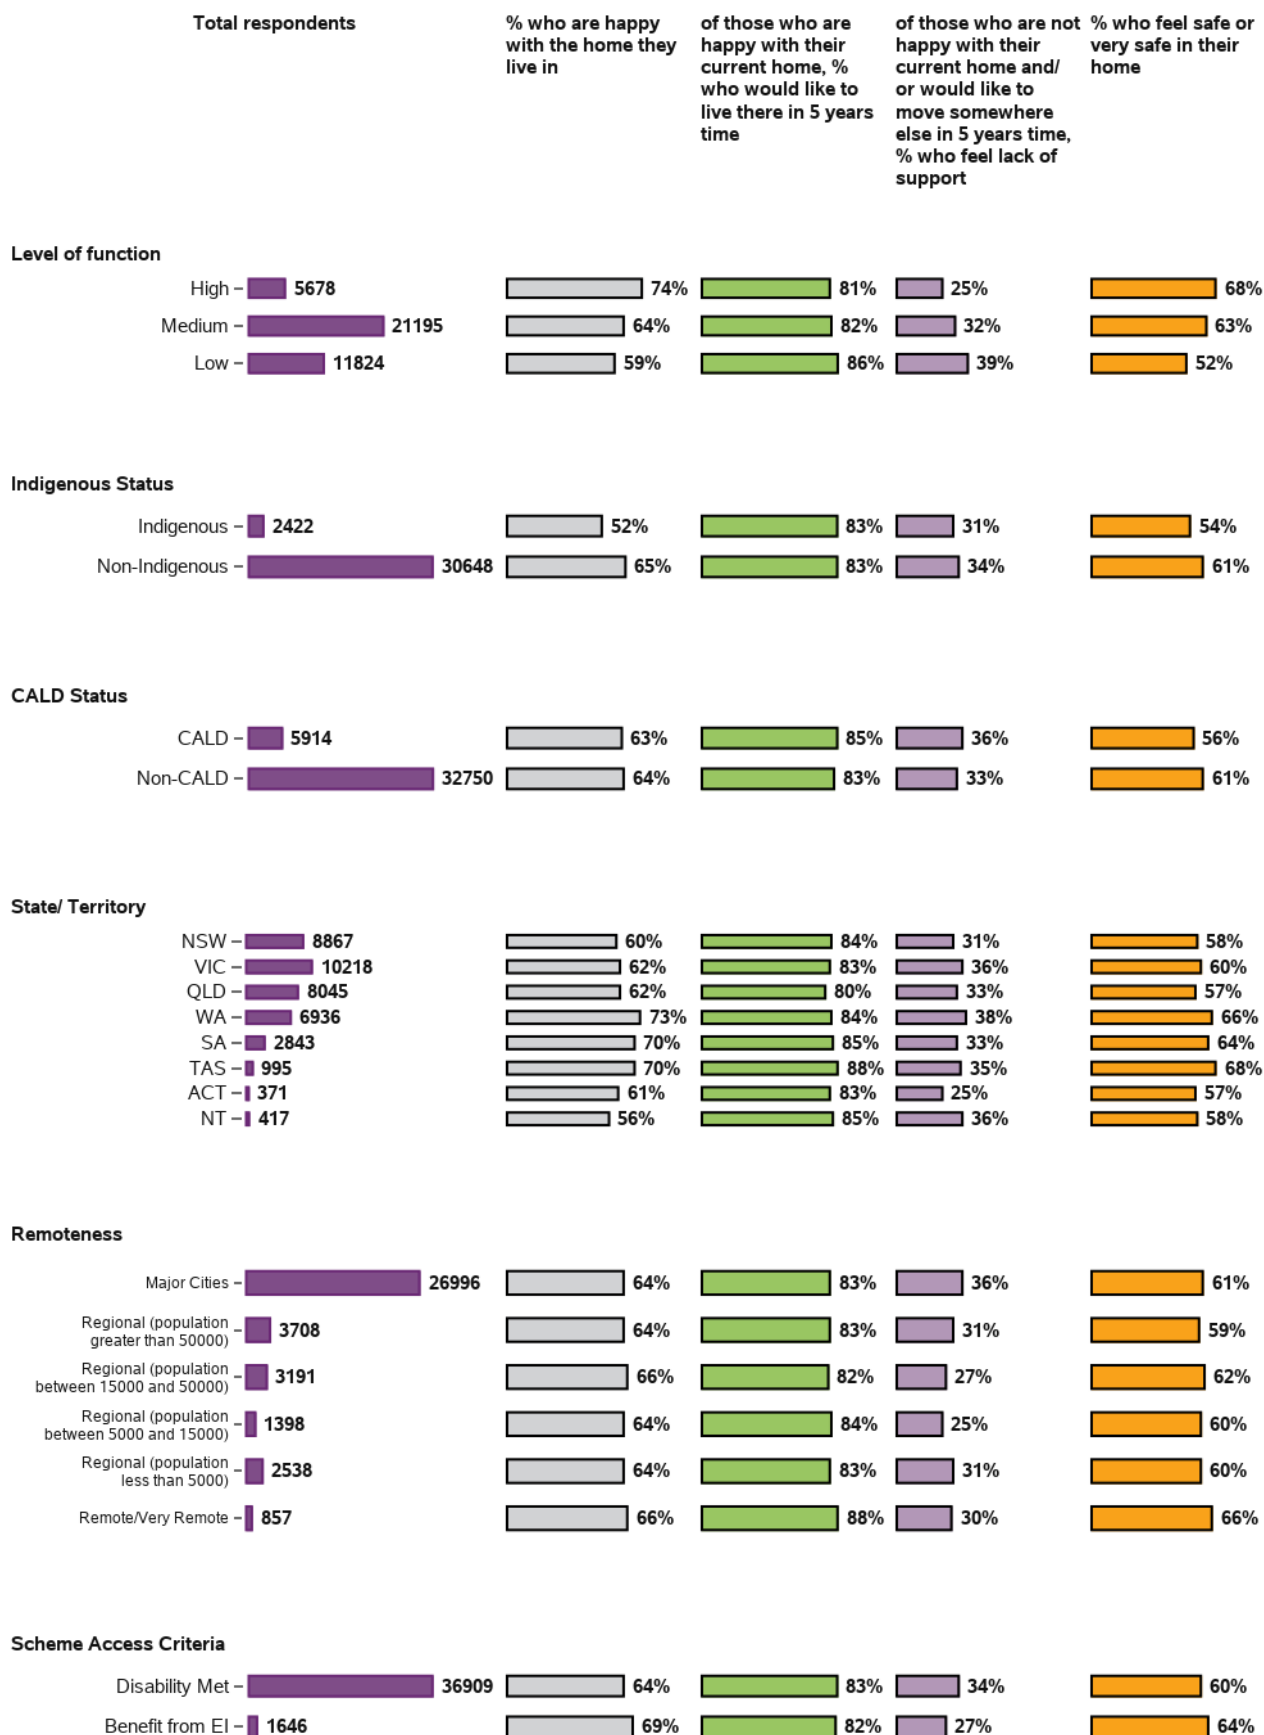 Total respondents
% who are happy
with the home they
live in
of those who are
happy with their
current home, %
who would like to
live there in 5 years
time
of those who are not
happy with their
current home and/
or would like to
move somewhere
else in 5 years time,
% who feel lack of
support
% who feel safe or
very safe in their
home
Level of function
High 5678 74% 81% 25% 68%
Medium 21195 64% 82% 32% 63%
Low 11824 59% 86% 39% 52%
Indigenous Status
Indigenous 2422 52% 83% 31% 54%
Non-Indigenous 30648 65% 83% 34% 61%
CALD Status
CALD 5914 63% 85% 36% 56%
Non-CALD 32750 64% 83% 33% 61%
State/ Territory
NSW 8867 60% 84% 31% 58%
VIC 10218 62% 83% 36% 60%
QLD 8045 62% 80% 33% 57%
WA 6936 73% 84% 38% 66%
SA 2843 70% 85% 33% 64%
TAS 995 70% 88% 35% 68%
ACT 371 61% 83% 25% 57%
NT 417 56% 85% 36% 58%
Remoteness
Major Cities 26996 64% 83% 36% 61%
Regional (population
greater than 50000) 3708 64% 83% 31% 59%
Regional (population
between 15000 and 50000) 3191 66% 82% 27% 62%
Regional (population
between 5000 and 15000) 1398 64% 84% 25% 60%
Regional (population
less than 5000) 2538 64% 83% 31% 60%
Remote/Very Remote 857 66% 88% 30% 66%
Scheme Access Criteria
Disability Met 36909 64% 83% 34% 60%
Benefit from EI 1646 69% 82% 27% 64%